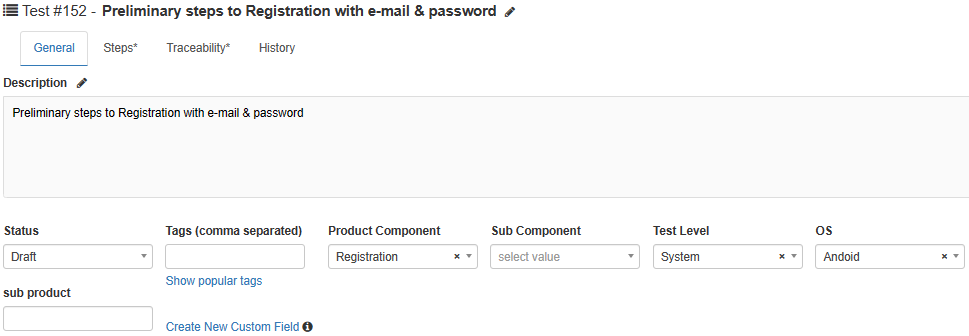 Test #152 - Preliminary steps to Registration with e-mail & password
General Steps* Traceability* History
Description
Preliminary steps to Registration with e-mail & password
Status Tags (comma separated) Product Component Sub Component Test Level OS
Draft Registration × select value System × Andoid ×
Show popular tags
sub product
Create New Custom Field